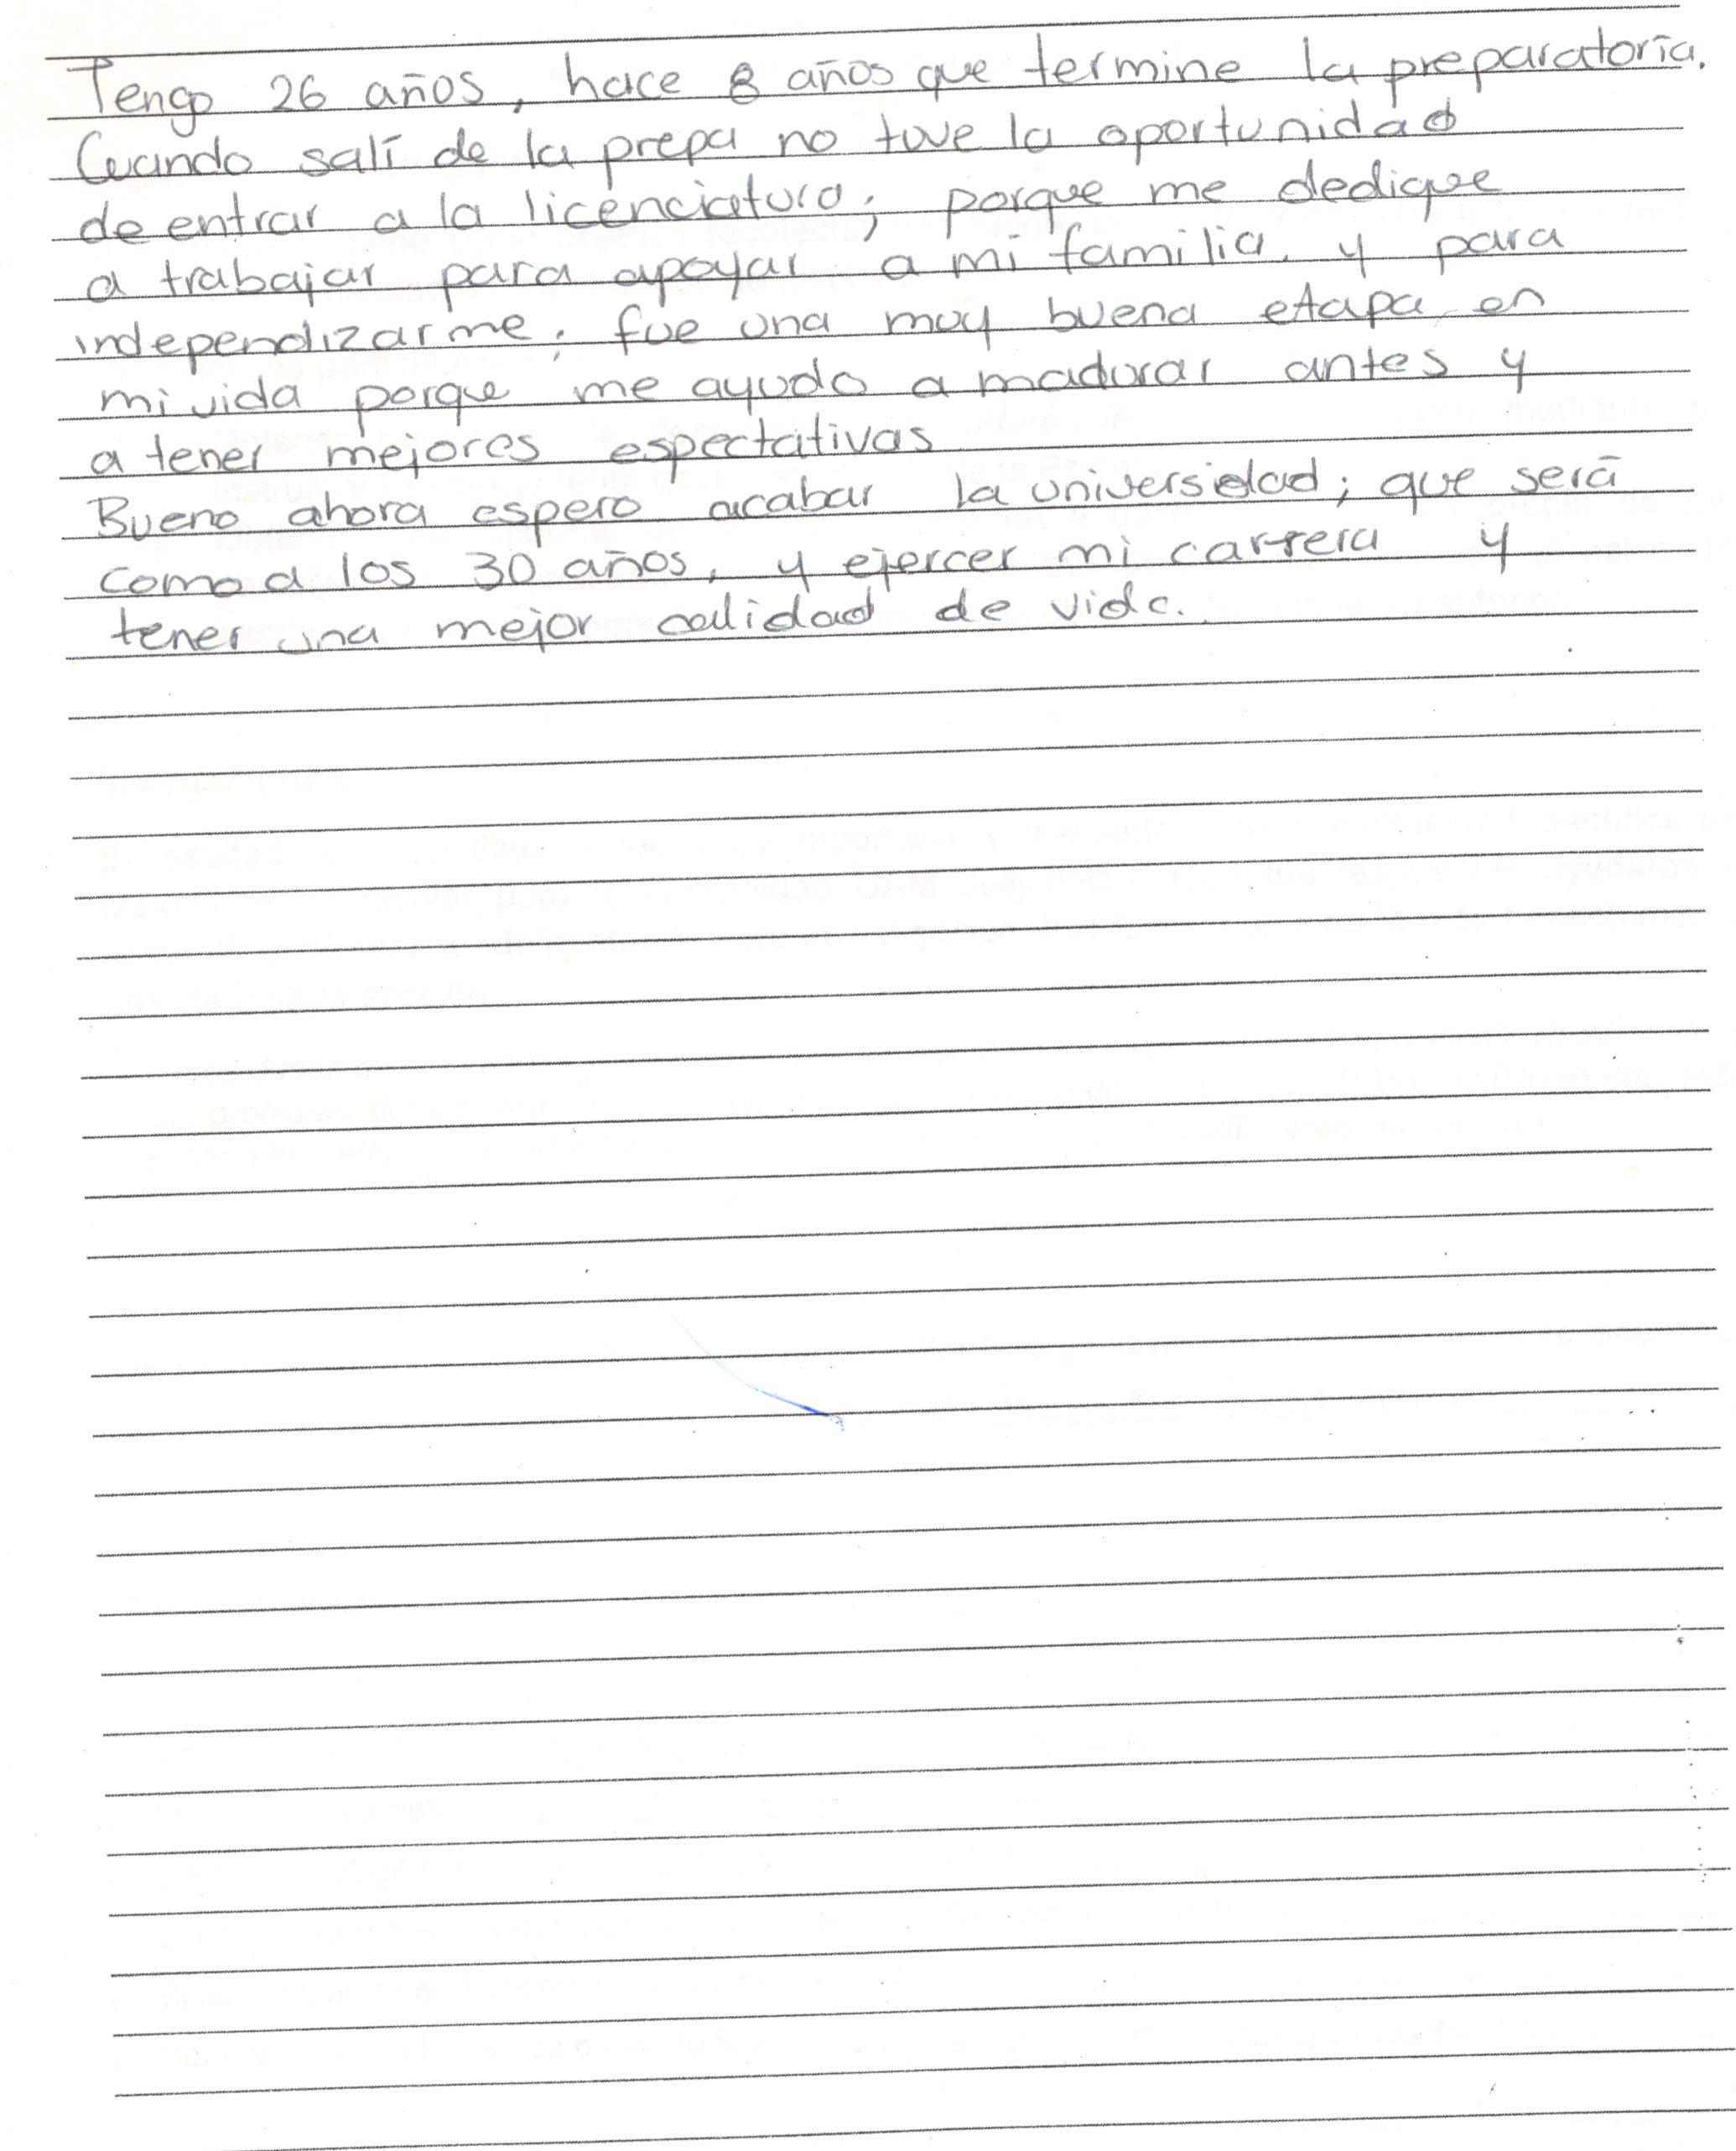 Tengo 26 años, hace 8 años que termine la preparatoria.
Cuando salí de la prepa no tuve la oportunidad
de entrar a la licenciatura; porque me dedique
a trabajar para apoyar a mi familia. y para
independizarme; fue una muy buena etapa en
mi vida porque me ayudo a madurar antes y
a tener mejores espectativas
Bueno ahora espero acabar la universidad; que será
como a los 30 años, y ejercer mi carrera y
tener una mejor calidad de vida.